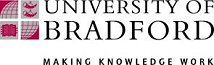 UNIVERSITY OF
BRADFORD
MAKING KNOWLEDGE WORK